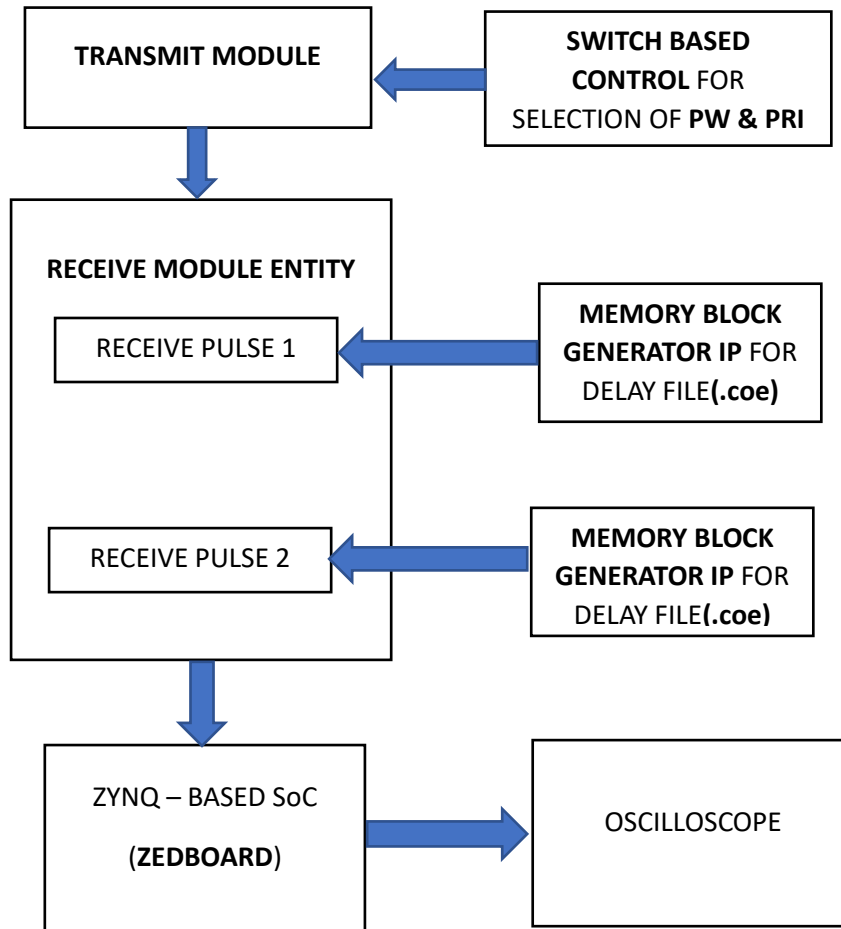 TRANSMIT MODULE
SWITCH BASED
CONTROL FOR
SELECTION OF PW & PRI
RECEIVE MODULE ENTITY
RECEIVE PULSE 1
MEMORY BLOCK
GENERATOR IP FOR
DELAY FILE(.coe)
RECEIVE PULSE 2
MEMORY BLOCK
GENERATOR IP FOR
DELAY FILE(.coe)
ZYNQ – BASED SoC
(ZEDBOARD)
OSCILLOSCOPE